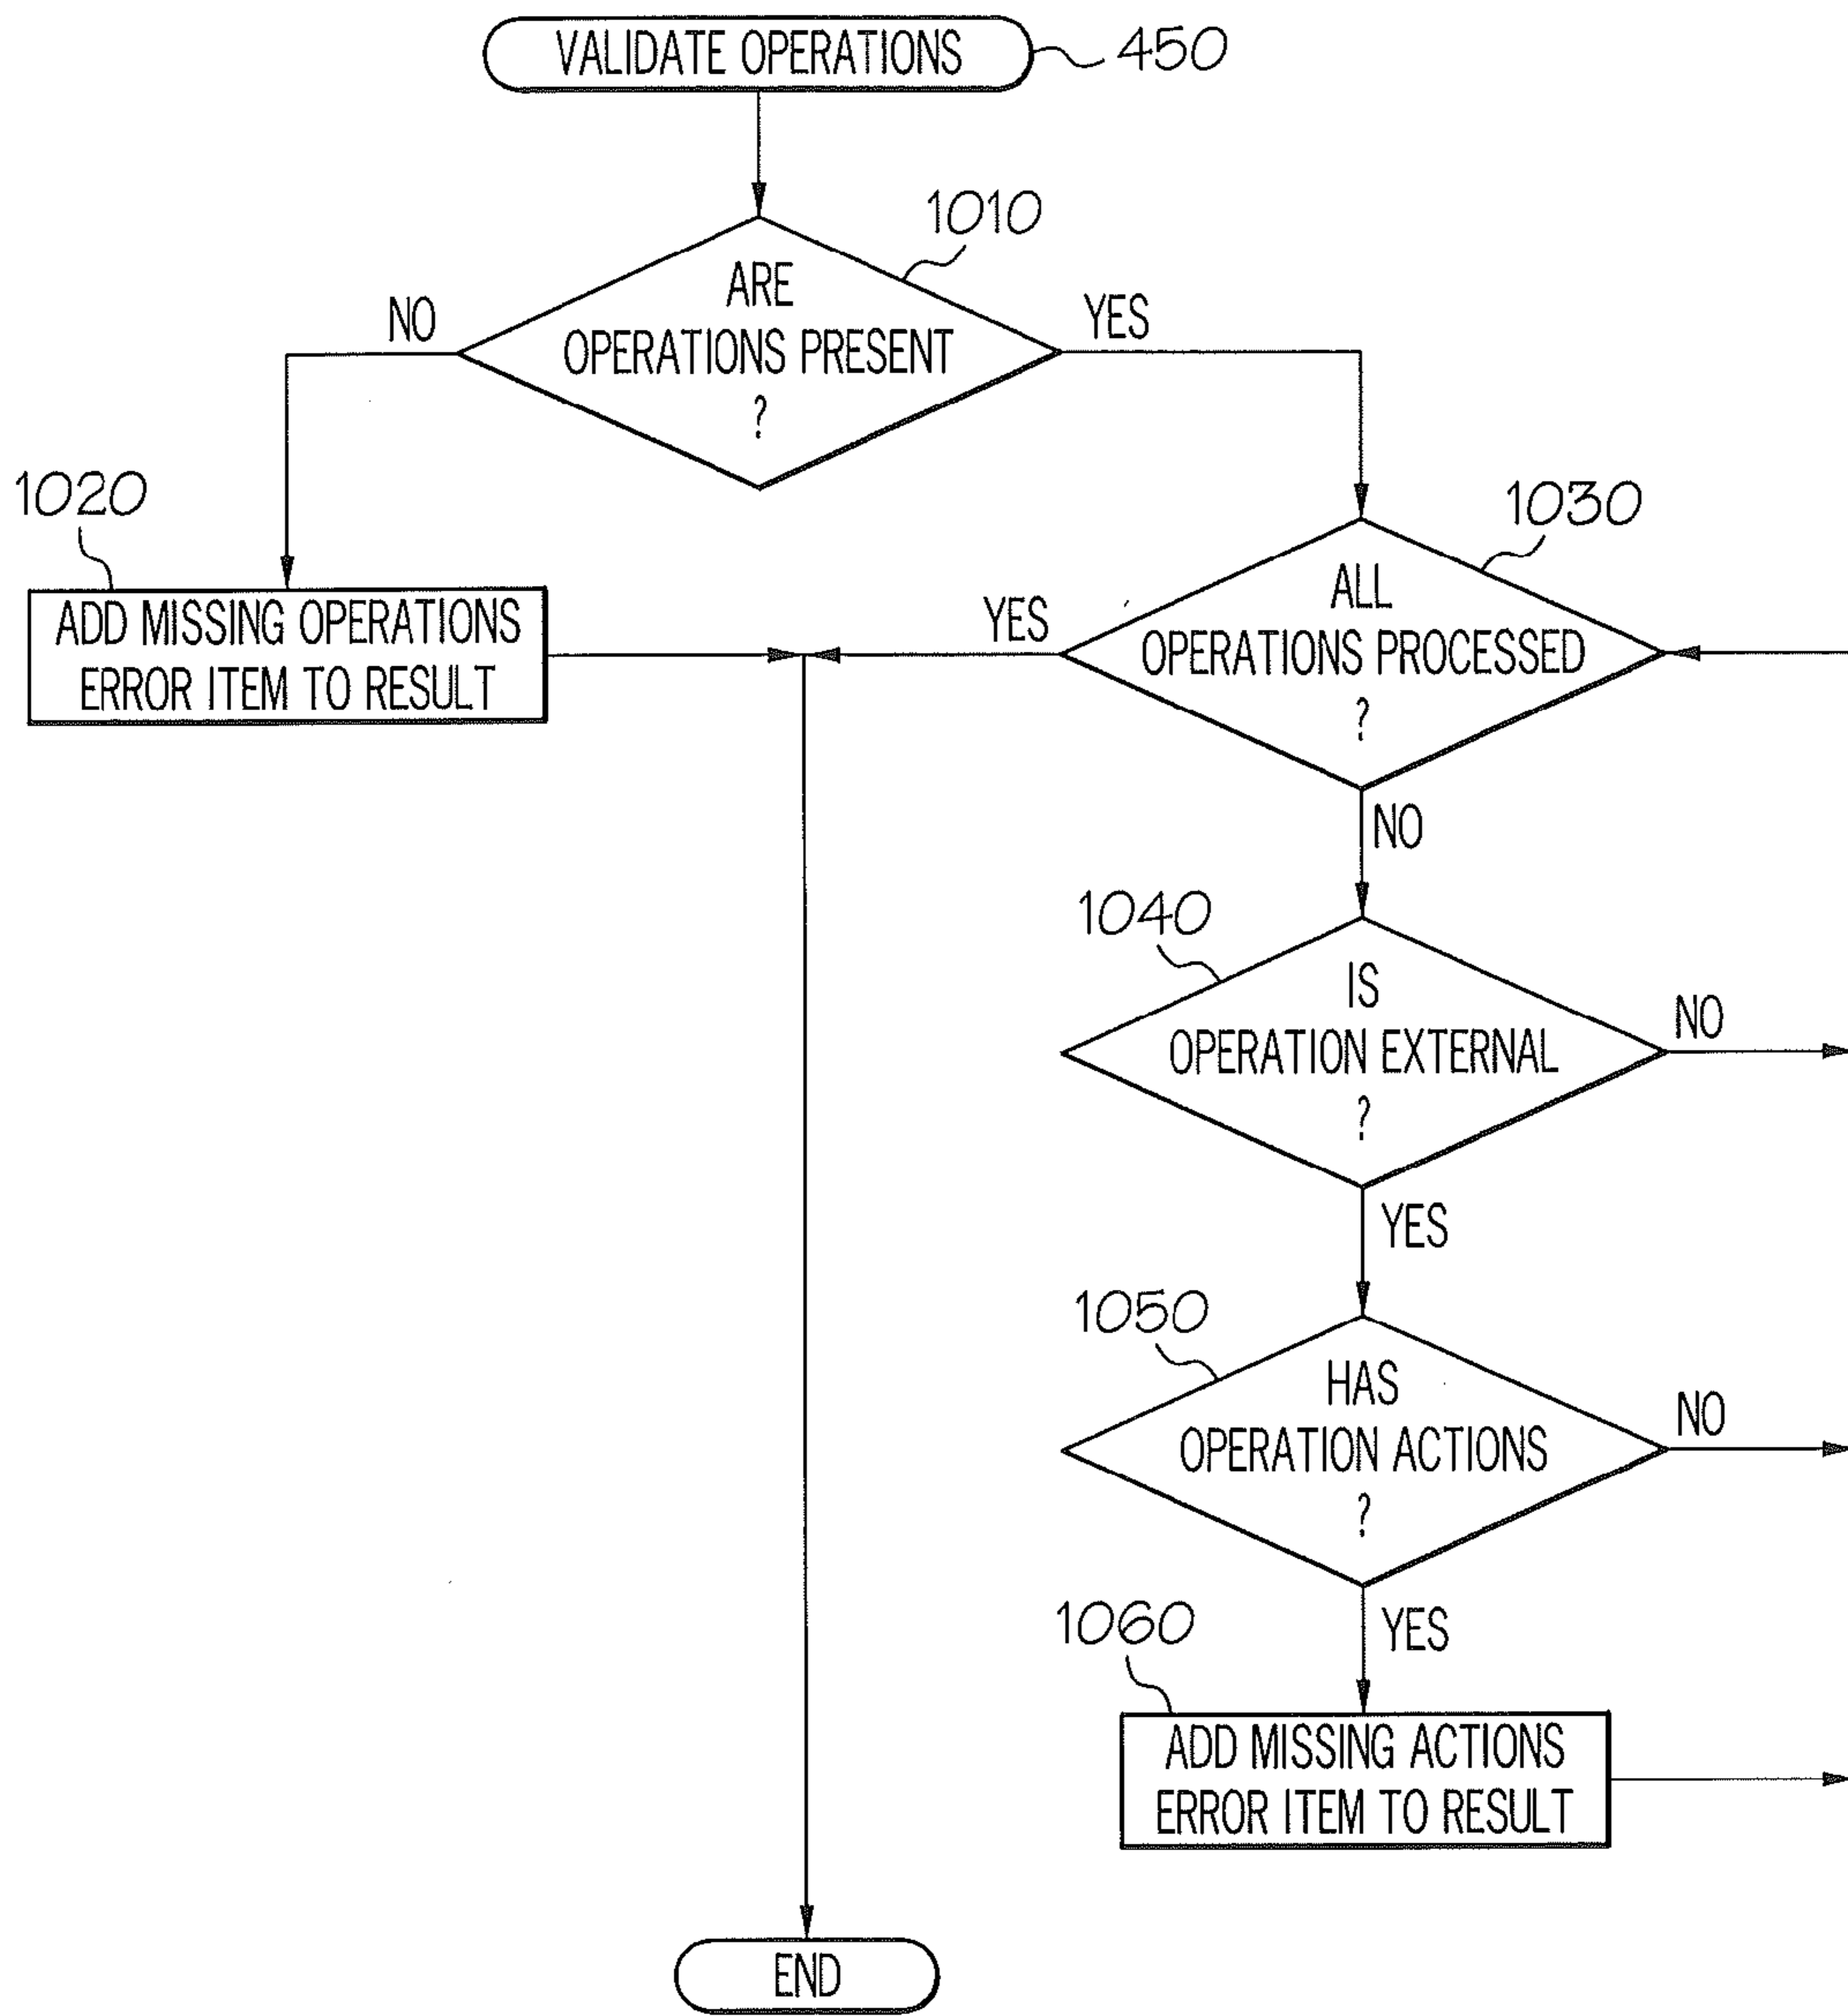 VALIDATE OPERATIONS
450
1010
ARE
OPERATIONS PRESENT
?
NO
YES
1020
ADD MISSING OPERATIONS
ERROR ITEM TO RESULT
1030
ALL
OPERATIONS PROCESSED
?
YES
NO
1040
IS
OPERATION EXTERNAL
?
NO
YES
1050
HAS
OPERATION ACTIONS
?
NO
YES
1060
ADD MISSING ACTIONS
ERROR ITEM TO RESULT
END